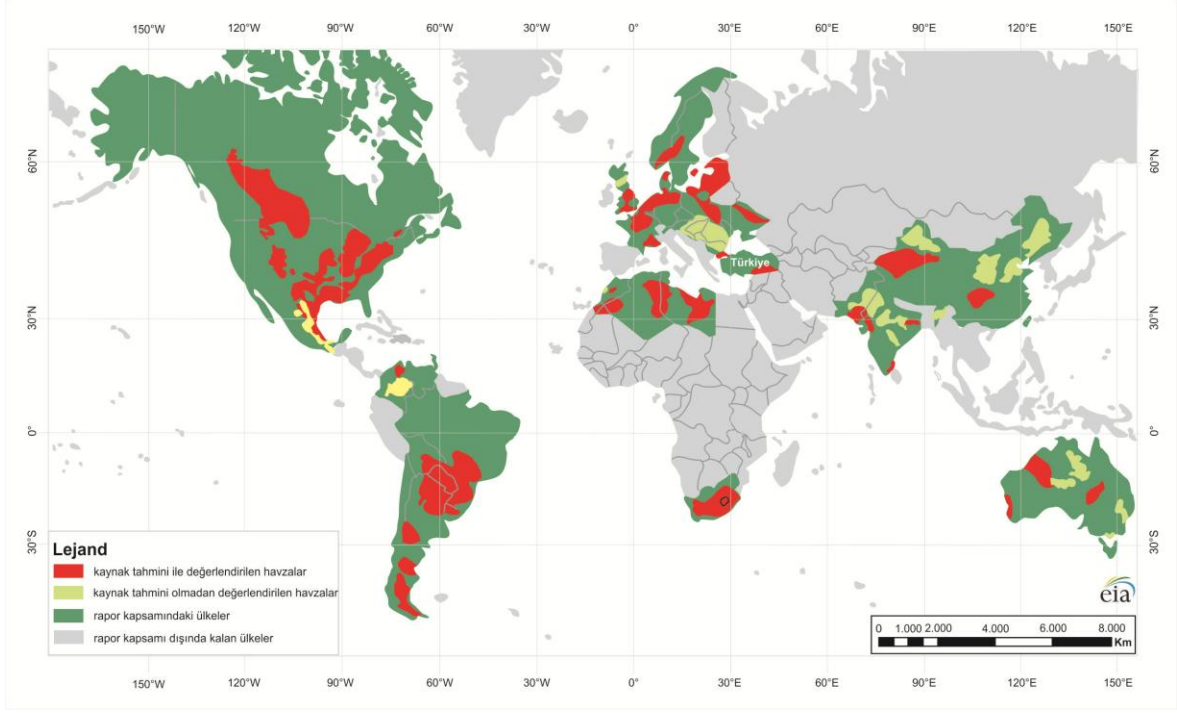 150°W 120°W 90°W 60°W 30°W 0° 30°E 60°E 90°E 120°E 150°E
60°N 60°N
Türkiye
30°N 30°N
0° 0°
30°S 30°S
Lejand
kaynak tahmini ile değerlendirilen havzalar
kaynak tahmini olmadan değerlendirilen havzalar
rapor kapsamındaki ülkeler
rapor kapsamı dışında kalan ülkeler
eia
0 1.000 2.000 4.000 6.000 8.000
Km
150°W 120°W 90°W 60°W 30°W 0° 30°E 60°E 90°E 120°E 150°E